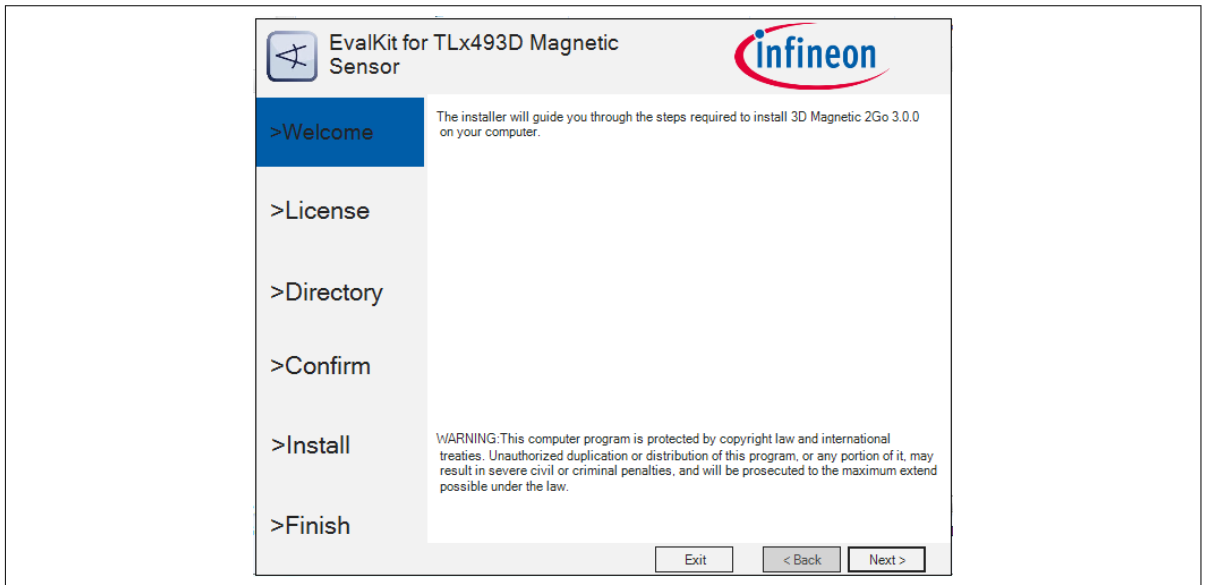 EvalKit for TLx493D Magnetic
Sensor
infineon
>Welcome
The installer will guide you through the steps required to install 3D Magnetic 2Go 3.0.0
on your computer.
>License
>Directory
>Confirm
>Install
WARNING:This computer program is protected by copyright law and international
treaties. Unauthorized duplication or distribution of this program, or any portion of it, may
result in severe civil or criminal penalties, and will be prosecuted to the maximum extend
possible under the law.
>Finish
Exit
< Back
Next >